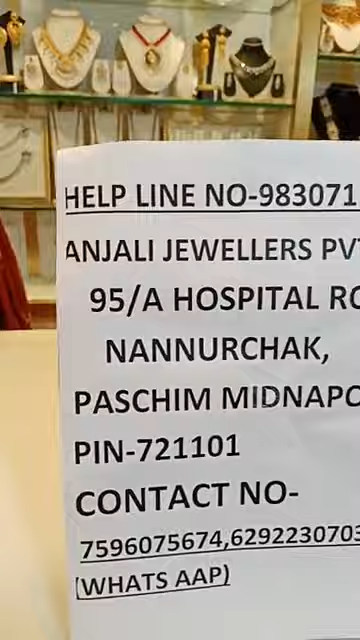 HELP LINE NO-983071
ANJALI JEWELLERS PV
95/A HOSPITAL RO
NANNURCHAK,
PASCHIM MIDNAPO
PIN-721101
CONTACT NO-
7596075674,629223070
(WHATS AAP)